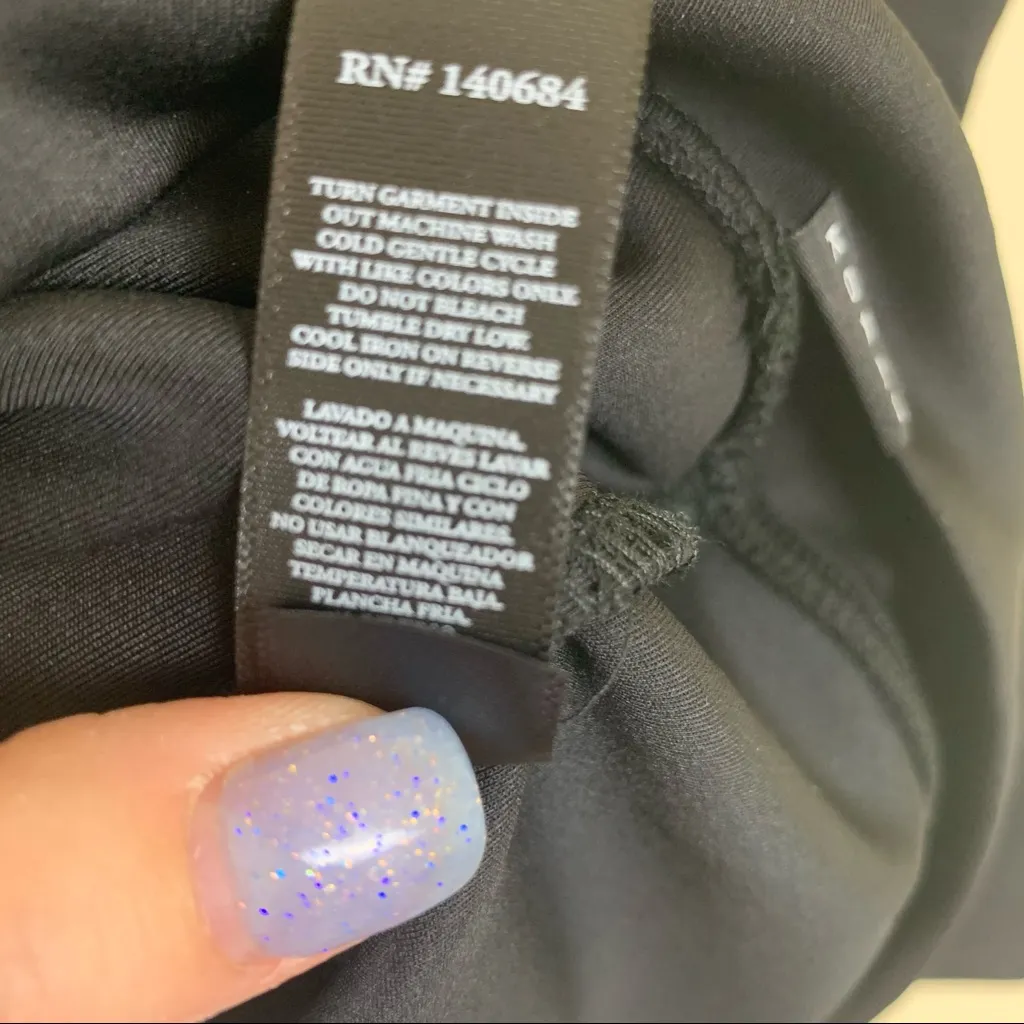 RN# 140684
TURN GARMENT INSIDE
OUT MACHINE WASH
COLD GENTLE CYCLE
WITH LIKE COLORS ONLY.
DO NOT BLEACH
TUMBLE DRY LOW.
COOL IRON ON REVERSE
SIDE ONLY IF NECESSARY
LAVADO A MAQUINA.
VOLTEAR AL REVES LAVAR
CON AGUA FRIA CICLO
DE ROPA FINA Y CON
COLORES SIMILARES.
NO USAR BLANQUEADOR
SECAR EN MAQUINA
TEMPERATURA BAJA.
PLANCHA FRIA.